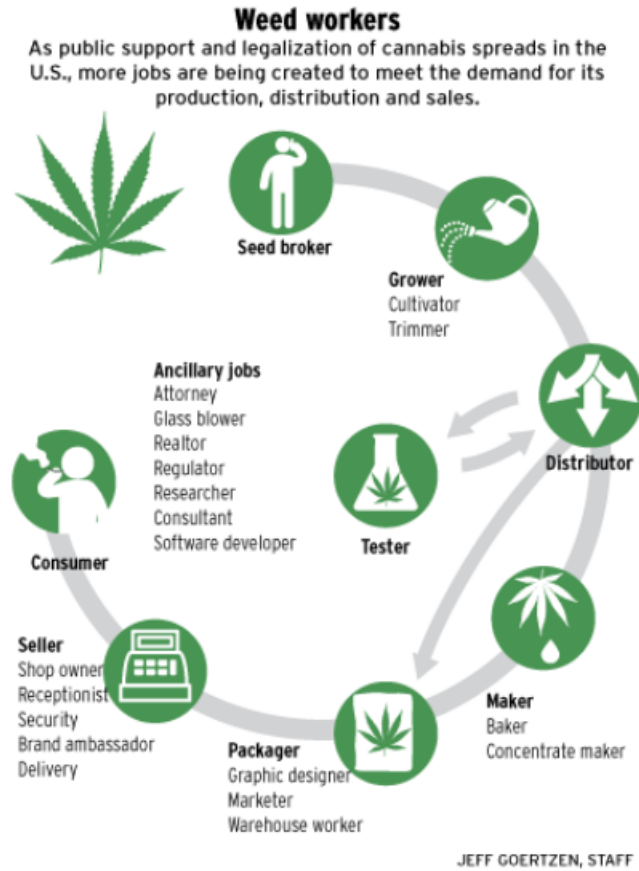 Weed workers
As public support and legalization of cannabis spreads in the
U.S., more jobs are being created to meet the demand for its
production, distribution and sales.
Seed broker
Grower
Cultivator
Trimmer
Distributor
Ancillary jobs
Attorney
Glass blower
Realtor
Regulator
Researcher
Consultant
Software developer
Tester
Consumer
Maker
Baker
Concentrate maker
Seller
Shop owner
Receptionist
Security
Brand ambassador
Delivery
Packager
Graphic designer
Marketer
Warehouse worker
JEFF GOERTZEN, STAFF